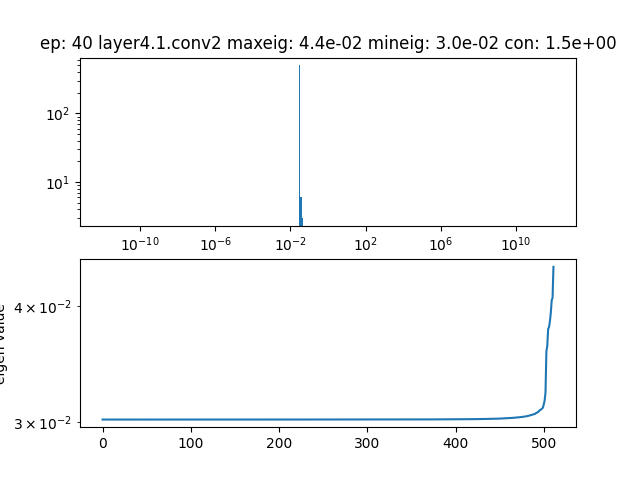 ep: 40 layer4.1.conv2 maxeig: 4.4e-02 mineig: 3.0e-02 con: 1.5e+00
10²
10¹
10⁻¹⁰ 10⁻⁶ 10⁻² 10² 10⁶ 10¹⁰
eigen value
4 × 10⁻²
3 × 10⁻²
0 100 200 300 400 500